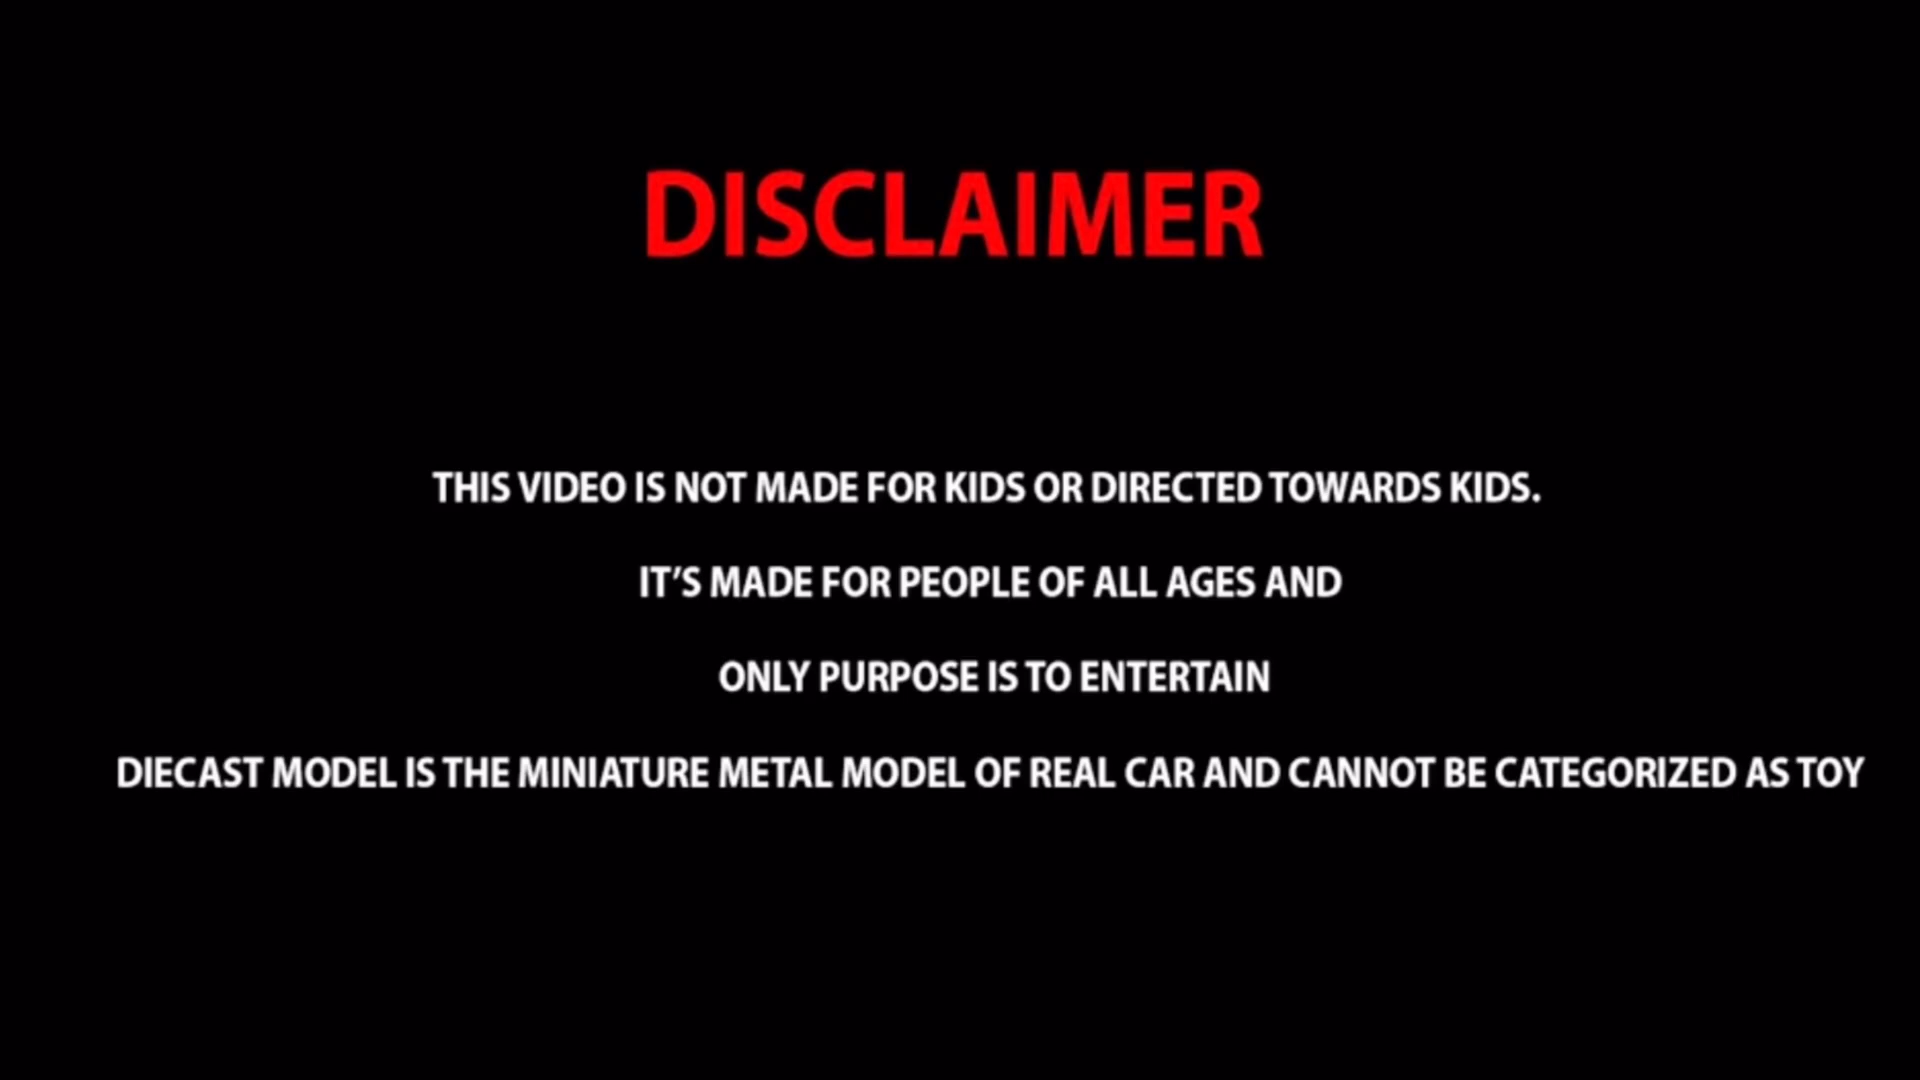 DISCLAIMER
THIS VIDEO IS NOT MADE FOR KIDS OR DIRECTED TOWARDS KIDS.
IT’S MADE FOR PEOPLE OF ALL AGES AND
ONLY PURPOSE IS TO ENTERTAIN
DIECAST MODEL IS THE MINIATURE METAL MODEL OF REAL CAR AND CANNOT BE CATEGORIZED AS TOY